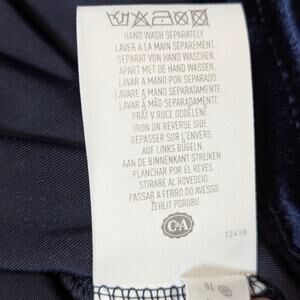 HAND WASH SEPARATELY.
LAVER A LA MAIN SEPAREMENT.
SEPARAT VON HAND WASCHEN.
APART MET DE HAND WASSEN.
LAVAR A MANO POR SEPARADO.
LAVARE A MANO SEPARATAMENTE.
LAVAR À MÃO SEPARADAMENTE.
PRÁT V RUCE ODDĚLENĚ.
IRON ON REVERSE SIDE
REPASSER SUR L'ENVERS.
AUF LINKS BÜGELN.
AAN DE BINNENKANT STRIJKEN.
PLANCHAR POR EL REVES.
STIRARE AL ROVESCIO.
PASSAR A FERRO DO AVESSO.
ŽEHLIT PORUBU.
C&A
12438